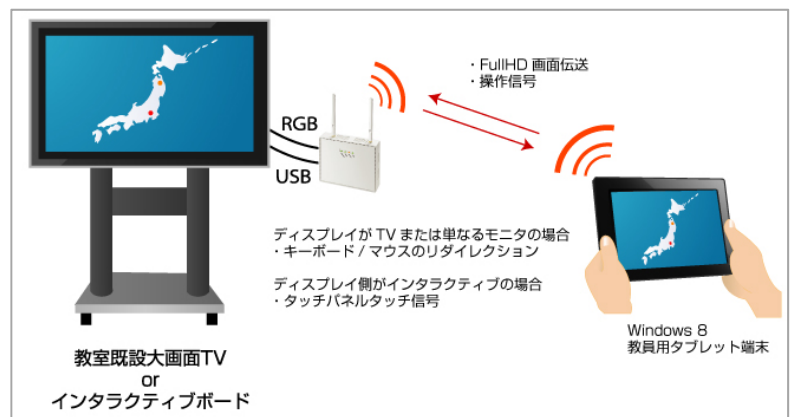 ・FullHD 画面伝送
・操作信号
RGB
USB
ディスプレイが TV または単なるモニタの場合
・キーボード / マウスのリダイレクション
ディスプレイ側がインタラクティブの場合
・タッチパネルタッチ信号
Windows 8
教員用タブレット端末
教室既設大画面TV
or
インタラクティブボード